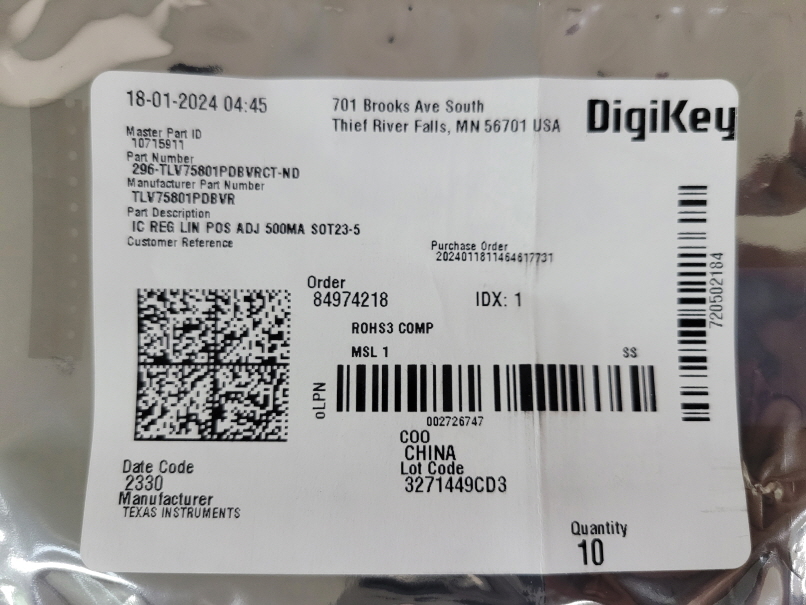 18-01-2024 04:45
701 Brooks Ave South
Thief River Falls, MN 56701 USA
DigiKey
Master Part ID
10715911
Part Number
296-TLV75801PDBVRCT-ND
Manufacturer Part Number
TLV75801PDBVR
Part Description
IC REG LIN POS ADJ 500MA SOT23-5
Customer Reference
Purchase Order
2024011811464617731
Order
84974218
IDX: 1
ROHS3 COMP
MSL 1
SS
oLPN
002726747
720502184
COO
CHINA
Lot Code
3271449CD3
Date Code
2330
Manufacturer
TEXAS INSTRUMENTS
Quantity
10